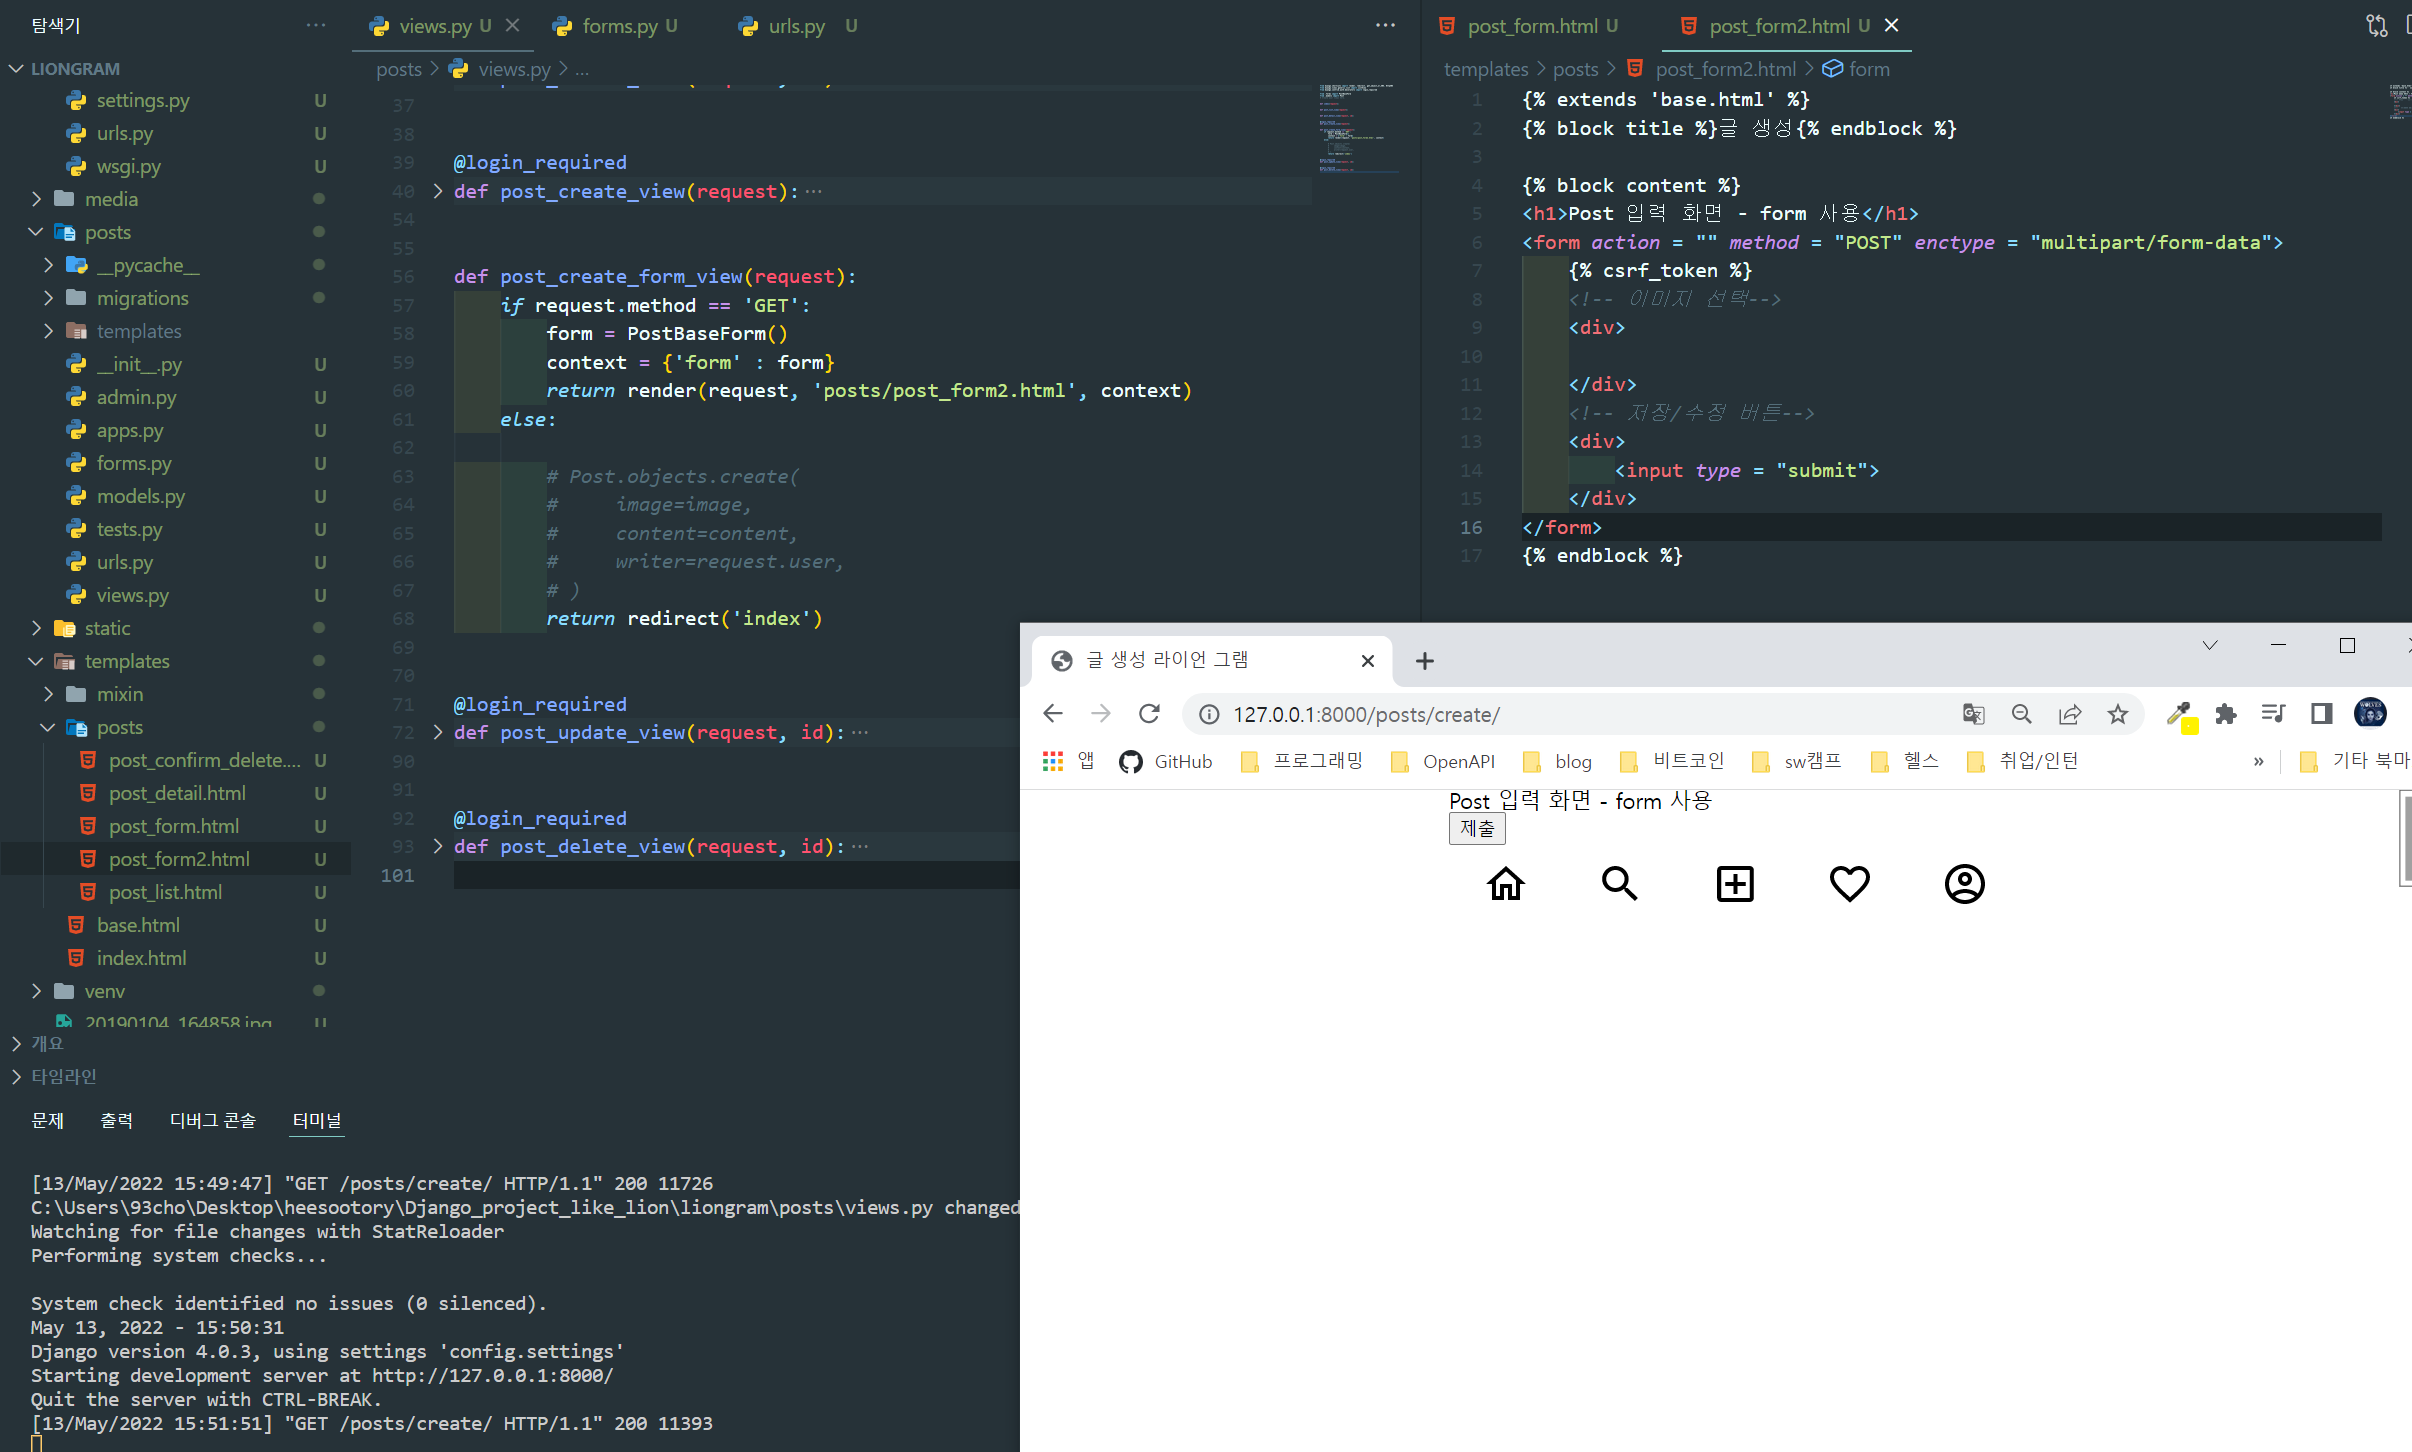 탐색기
LIONGRAM
settings.py U
urls.py U
wsgi.py U
media
posts
__pycache__
migrations
templates
__init__.py U
admin.py U
apps.py U
forms.py U
models.py U
tests.py U
urls.py U
views.py U
static
templates
mixin
posts
post_confirm_delete.... U
post_detail.html U
post_form.html U
post_form2.html U
post_list.html U
base.html U
index.html U
venv
20190104_164858.jpg U
개요
타임라인
views.py U
forms.py U
urls.py U
posts > views.py > ...
37
38
39 @login_required
40 def post_create_view(request):···
54
55
56 def post_create_form_view(request):
57 if request.method == 'GET':
58 form = PostBaseForm()
59 context = {'form' : form}
60 return render(request, 'posts/post_form2.html', context)
61 else:
62
63 # Post.objects.create(
64 #     image=image,
65 #     content=content,
66 #     writer=request.user,
67 # )
68 return redirect('index')
69
70
71 @login_required
72 def post_update_view(request, id):···
90
91
92 @login_required
93 def post_delete_view(request, id):···
101
post_form.html U
post_form2.html U
templates > posts > post_form2.html > form
1 {% extends 'base.html' %}
2 {% block title %}글 생성{% endblock %}
3
4 {% block content %}
5 <h1>Post 입력 화면 - form 사용</h1>
6 <form action = "" method = "POST" enctype = "multipart/form-data">
7 {% csrf_token %}
8 <!-- 이미지 선택-->
9 <div>
10
11 </div>
12 <!-- 저장/수정 버튼-->
13 <div>
14 <input type = "submit">
15 </div>
16 </form>
17 {% endblock %}
글 생성 라이언 그램
127.0.0.1:8000/posts/create/
앱 GitHub 프로그래밍 OpenAPI blog 비트코인 sw캠프 헬스 취업/인턴 » 기타 북마
Post 입력 화면 - form 사용
제출
문제 출력 디버그 콘솔 터미널
[13/May/2022 15:49:47] "GET /posts/create/ HTTP/1.1" 200 11726
C:\Users\93cho\Desktop\heesootory\Django_project_like_lion\liongram\posts\views.py changed
Watching for file changes with StatReloader
Performing system checks...
System check identified no issues (0 silenced).
May 13, 2022 - 15:50:31
Django version 4.0.3, using settings 'config.settings'
Starting development server at http://127.0.0.1:8000/
Quit the server with CTRL-BREAK.
[13/May/2022 15:51:51] "GET /posts/create/ HTTP/1.1" 200 11393